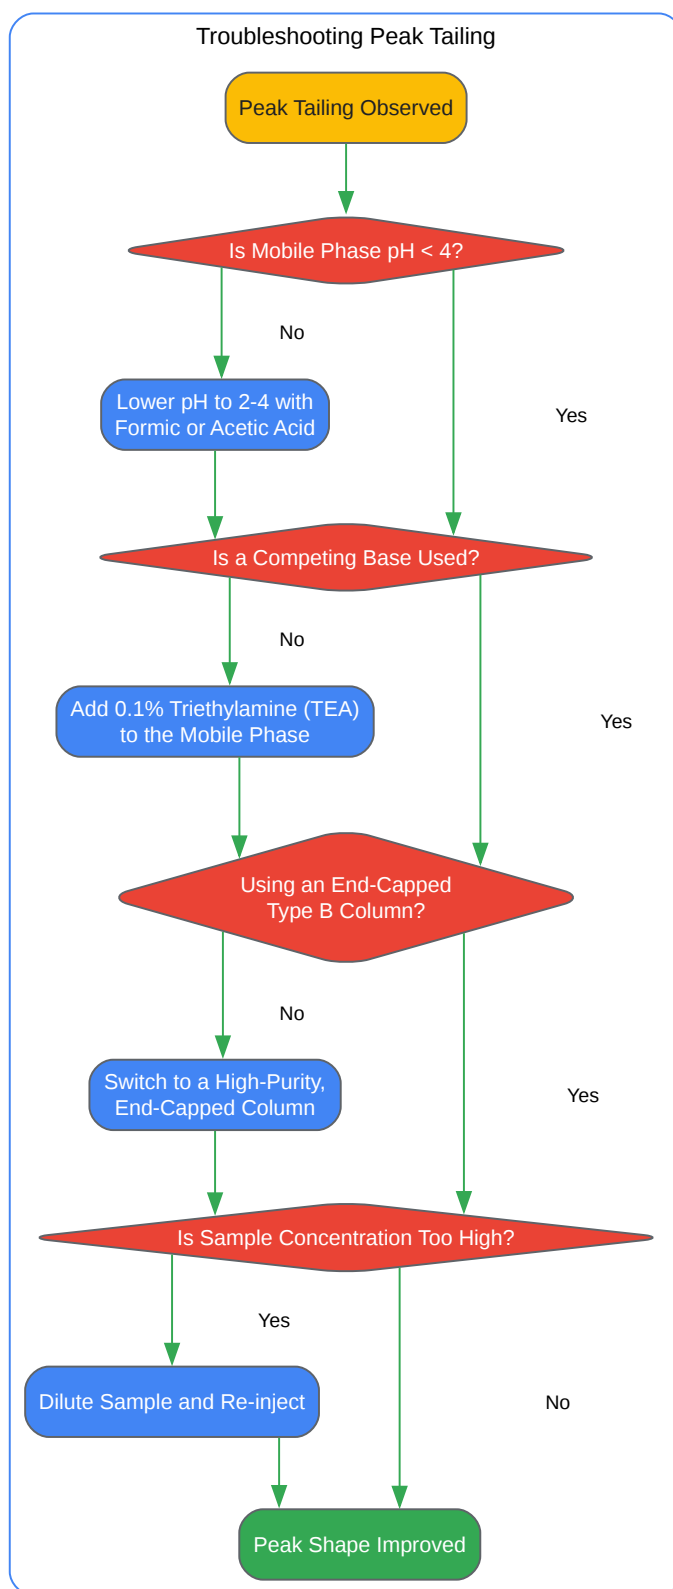 Troubleshooting Peak Tailing
Peak Tailing Observed
Is Mobile Phase pH < 4?
No
Lower pH to 2-4 with
Formic or Acetic Acid
Yes
Is a Competing Base Used?
No
Add 0.1% Triethylamine (TEA)
to the Mobile Phase
Yes
Using an End-Capped
Type B Column?
No
Switch to a High-Purity,
End-Capped Column
Yes
Is Sample Concentration Too High?
Yes
Dilute Sample and Re-inject
No
Peak Shape Improved